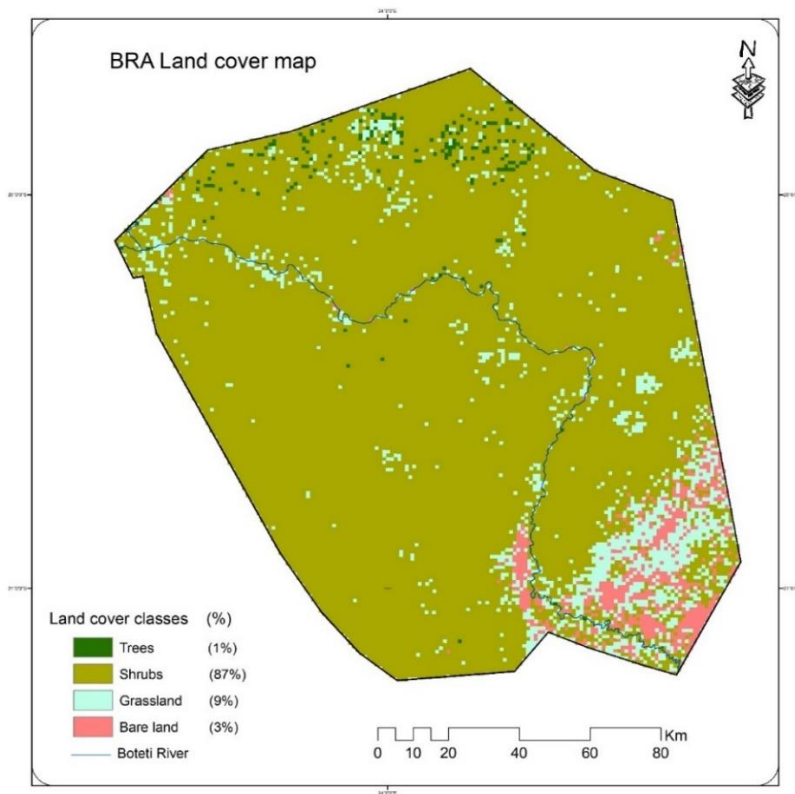 BRA Land cover map
N
Land cover classes (%)
Trees (1%)
Shrubs (87%)
Grassland (9%)
Bare land (3%)
Boteti River
Km
0 10 20 40 60 80